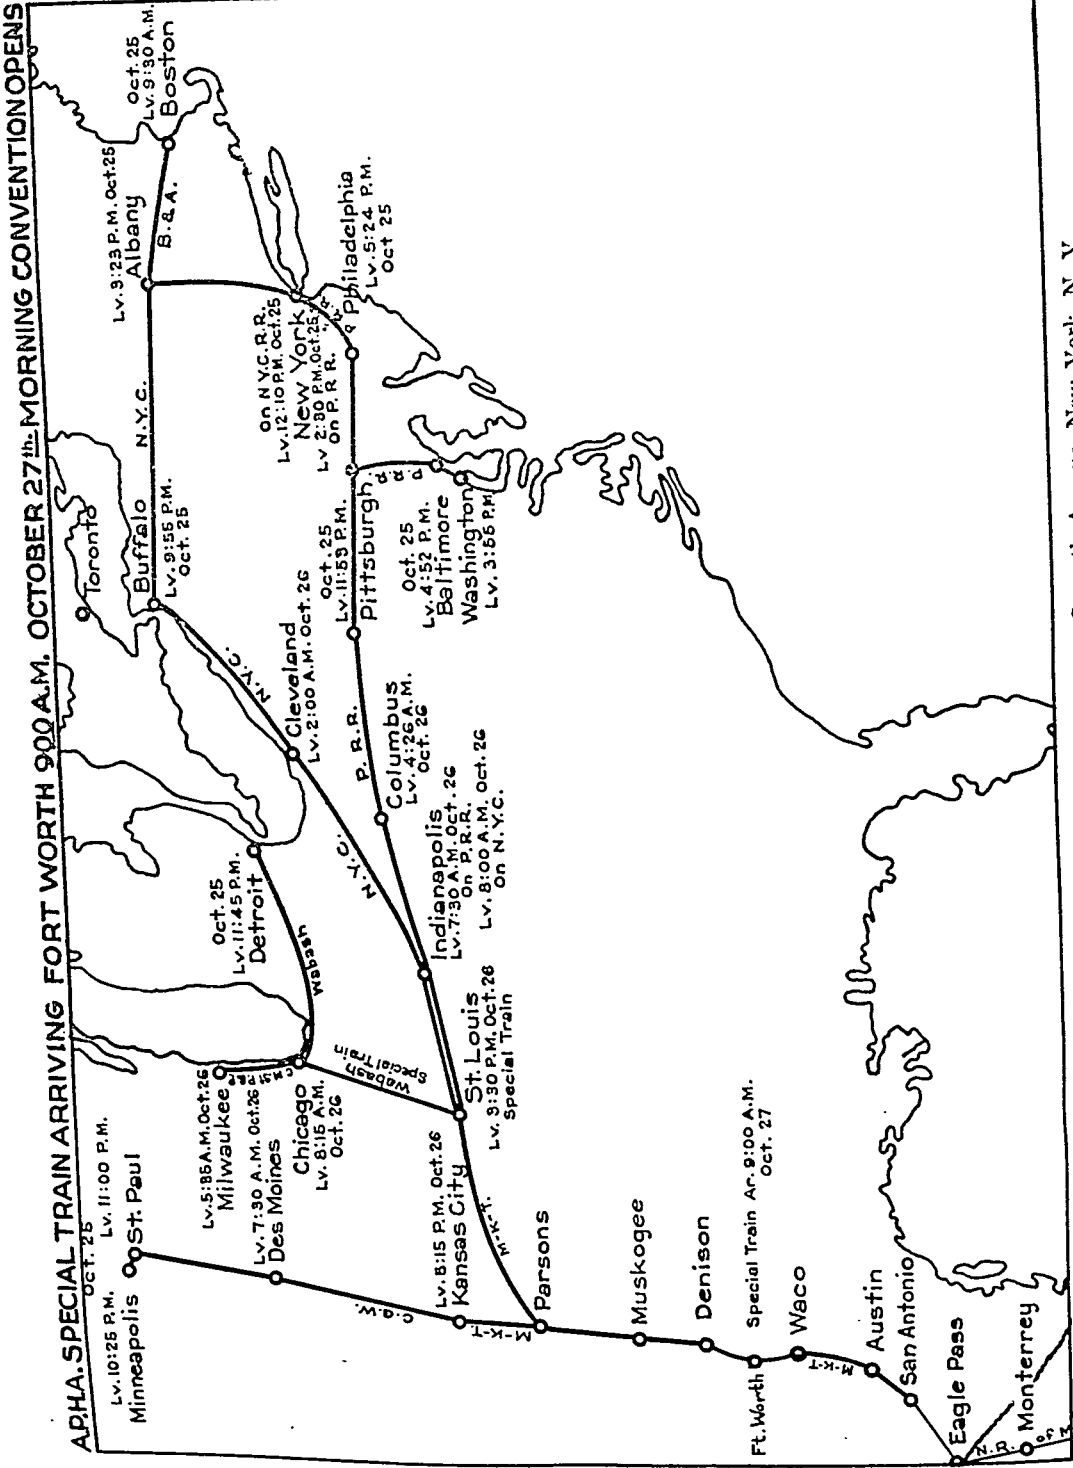 A.P.H.A. SPECIAL TRAIN ARRIVING FORT WORTH 9:00 A.M. OCTOBER 27th MORNING CONVENTION OPENS
Oct. 25
Lv. 10:25 P.M.
Minneapolis
Lv. 11:00 P.M.
St. Paul
Lv. 5:35 A.M. Oct. 26
Milwaukee
Lv. 7:30 A.M. Oct. 26
Des Moines
Chicago
Lv. 8:15 A.M.
Oct. 26
Oct. 25
Lv. 11:45 P.M.
Detroit
Wabash
Wabash
Special Train
Toronto
Buffalo
Lv. 9:55 P.M.
Oct. 25
N.Y.C.
Lv. 3:23 P.M. Oct. 25
Albany
B. & A.
Oct. 25
Lv. 9:30 A.M.
Boston
N.Y.C.
Cleveland
Lv. 2:00 A.M. Oct. 26
N.Y.C.
On N.Y.C.R.R.
Lv. 12:10 P.M. Oct. 25
New York
Lv 2:30 P.M. Oct. 25
On P. R R.
Philadelphia
Lv. 5:24 P.M.
Oct 25
Oct. 25
Lv. 11:59 P.M.
Pittsburgh
P. R. R.
P. R. R.
Oct. 25
Lv. 4:52 P.M.
Baltimore
Washington
Lv. 3:55 P.M.
Columbus
Lv. 4:26 A.M.
Oct. 26
Indianapolis
Lv. 7:30 A.M. Oct. 26
On P.R.R.
Lv. 8:00 A.M. Oct. 26
On N.Y.C.
St. Louis
Lv. 3:30 P.M. Oct. 26
Special Train
C.G.W.
Lv. 8:15 P.M. Oct. 26
Kansas City
M-K-T.
M-K-T.
Parsons
Muskogee
Denison
Ft. Worth
Special Train Ar. 9:00 A.M.
Oct. 27
Waco
M-K-T
Austin
San Antonio
Eagle Pass
N.R.
of M
Monterrey
New York, N. Y.